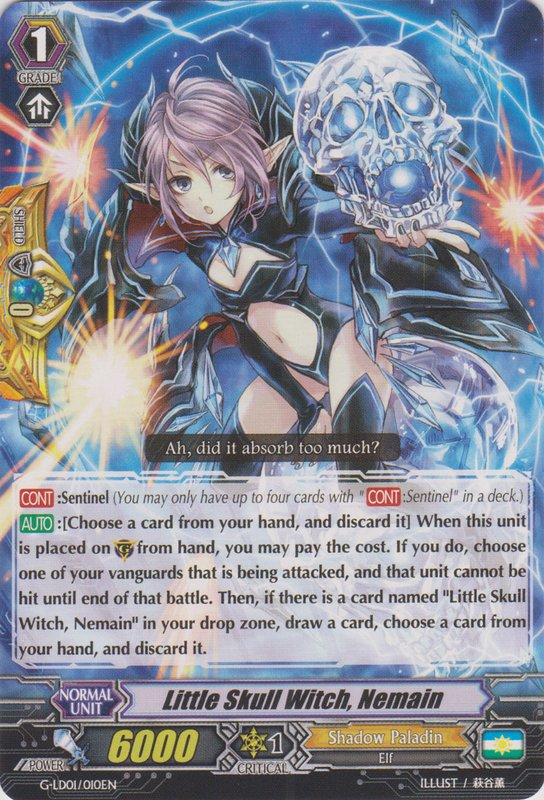 1
GRADE
SHIELD
0
Ah, did it absorb too much?
CONT :Sentinel (You may only have up to four cards with "CONT :Sentinel" in a deck.)
AUTO :[Choose a card from your hand, and discard it] When this unit
is placed on G from hand, you may pay the cost. If you do, choose
one of your vanguards that is being attacked, and that unit cannot be
hit until end of that battle. Then, if there is a card named "Little Skull
Witch, Nemain" in your drop zone, draw a card, choose a card from
your hand, and discard it.
NORMAL
UNIT
Little Skull Witch, Nemain
POWER
6000
1
CRITICAL
Shadow Paladin
Elf
G-LD01/010EN
ILLUST / 萩谷薫